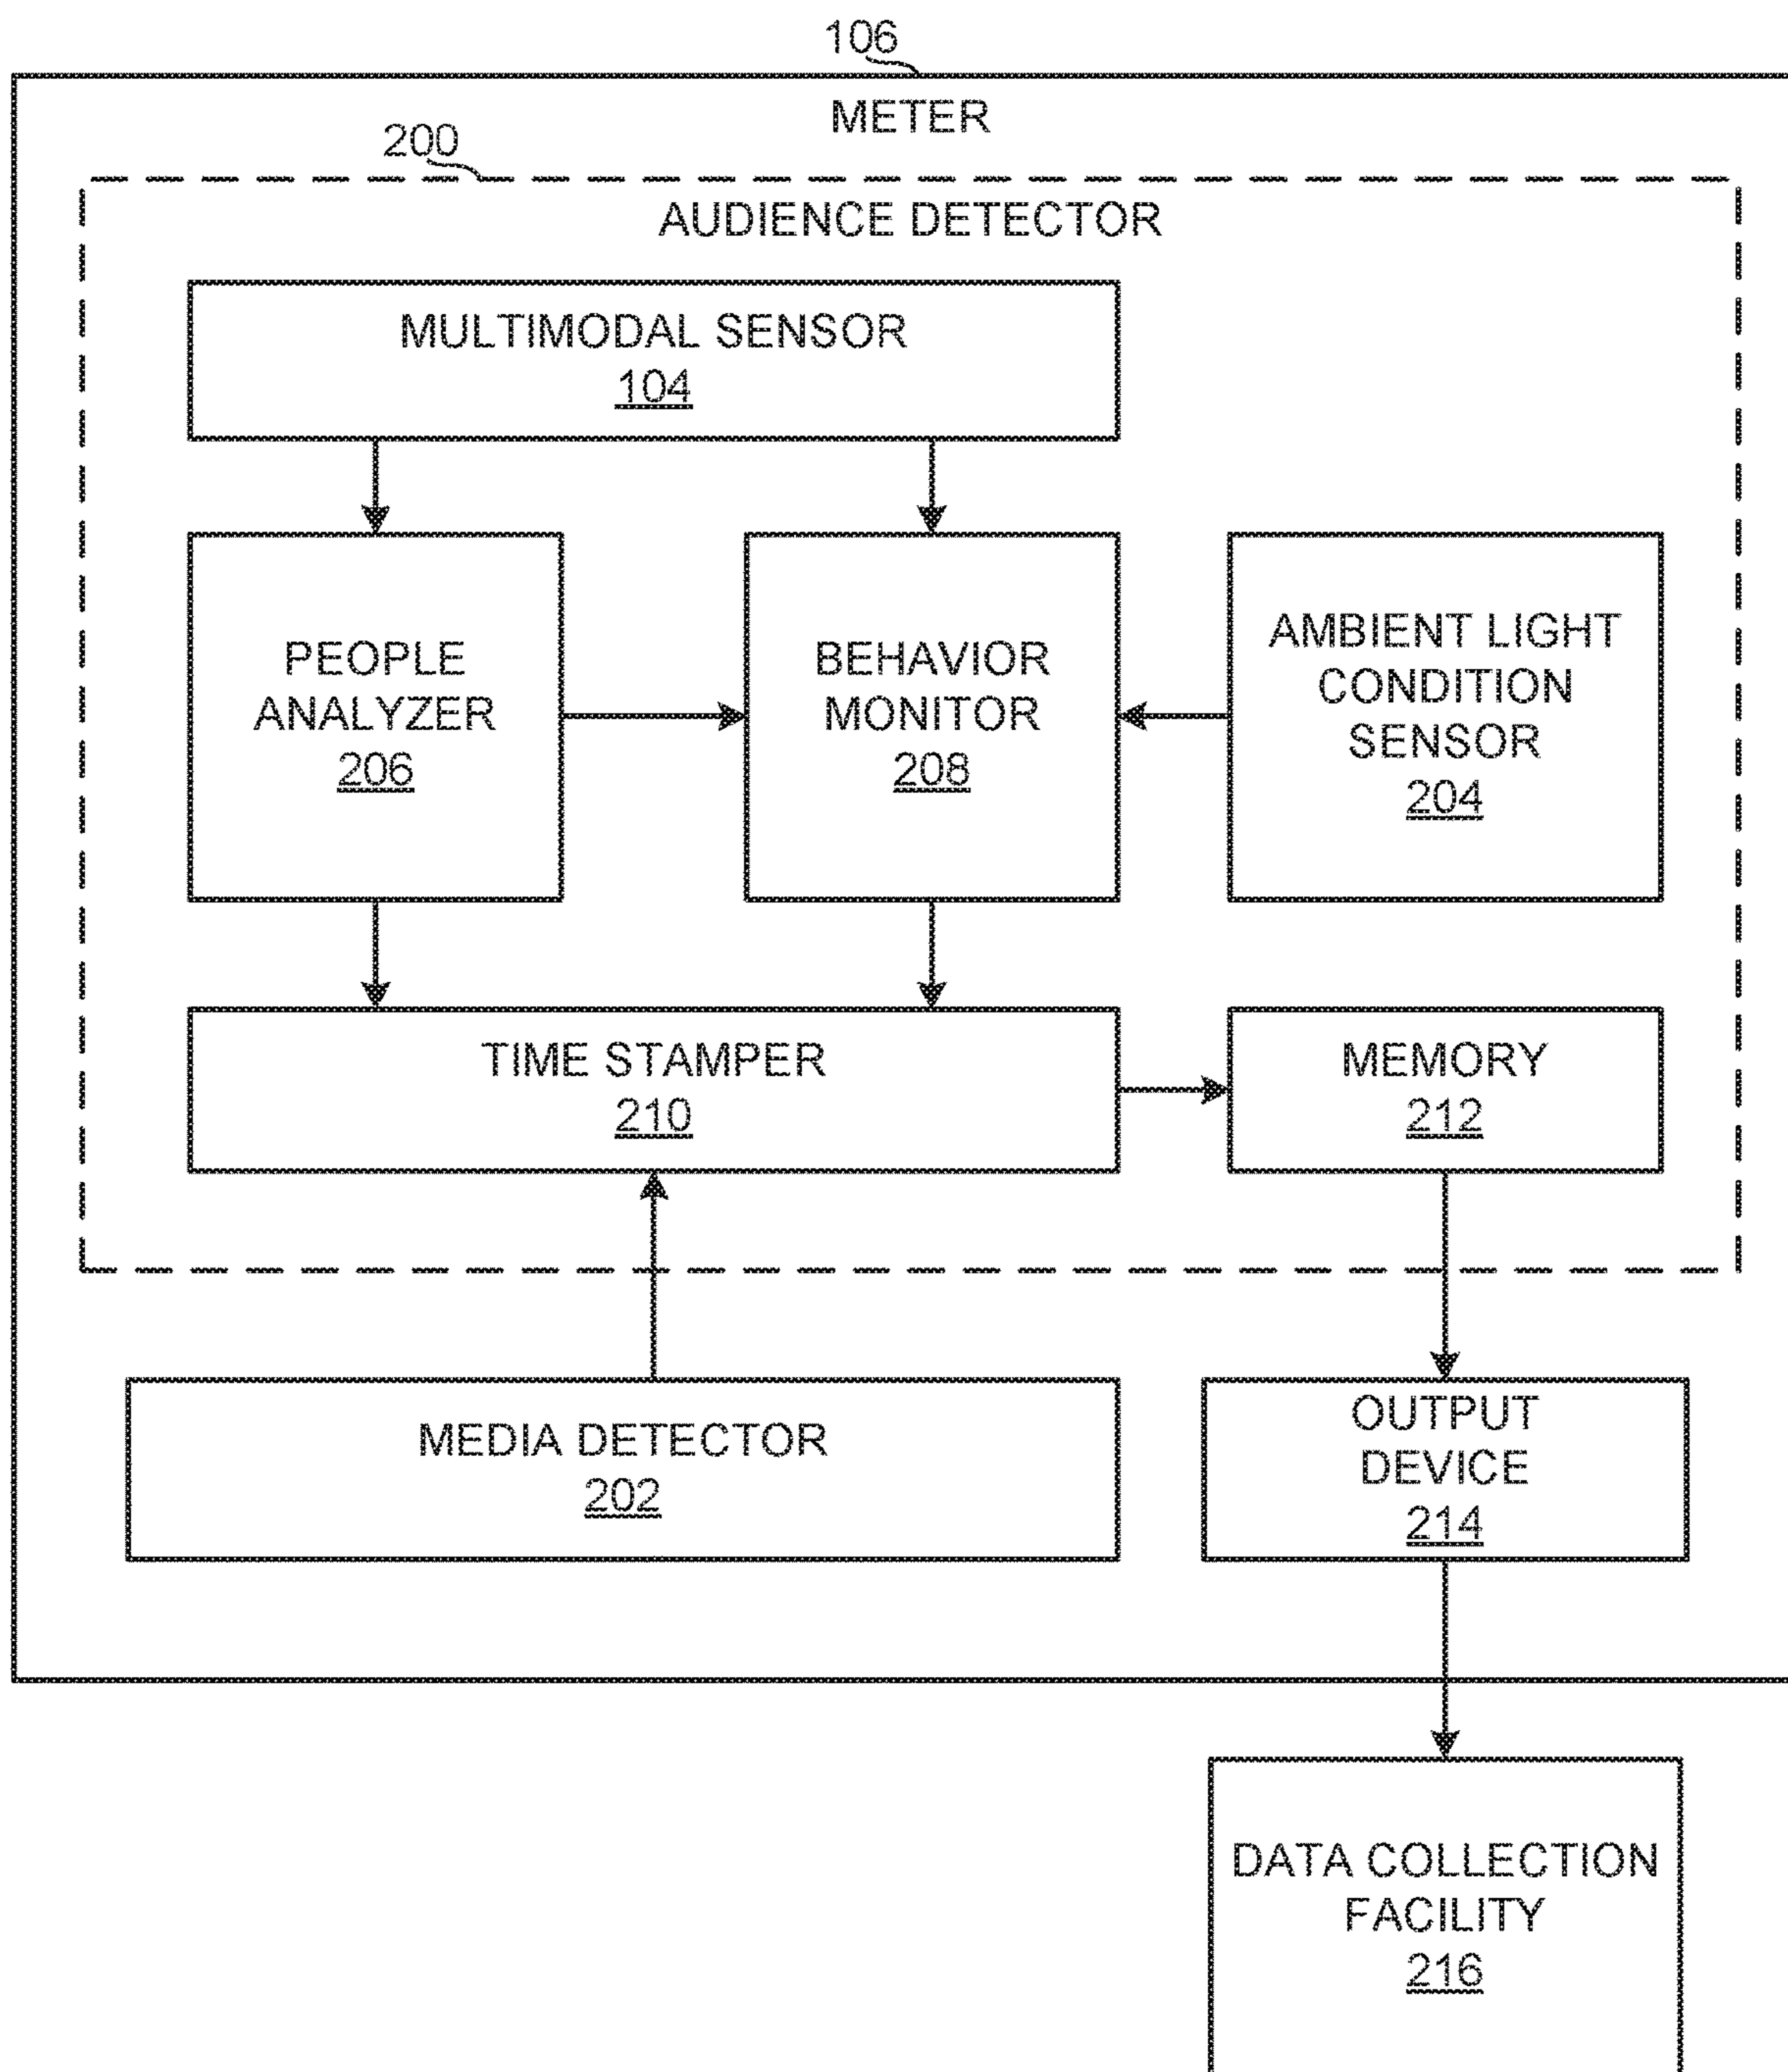 106
METER
200
AUDIENCE DETECTOR
MULTIMODAL SENSOR
104
PEOPLE
ANALYZER
206
BEHAVIOR
MONITOR
208
AMBIENT LIGHT
CONDITION
SENSOR
204
TIME STAMPER
210
MEMORY
212
MEDIA DETECTOR
202
OUTPUT
DEVICE
214
DATA COLLECTION
FACILITY
216